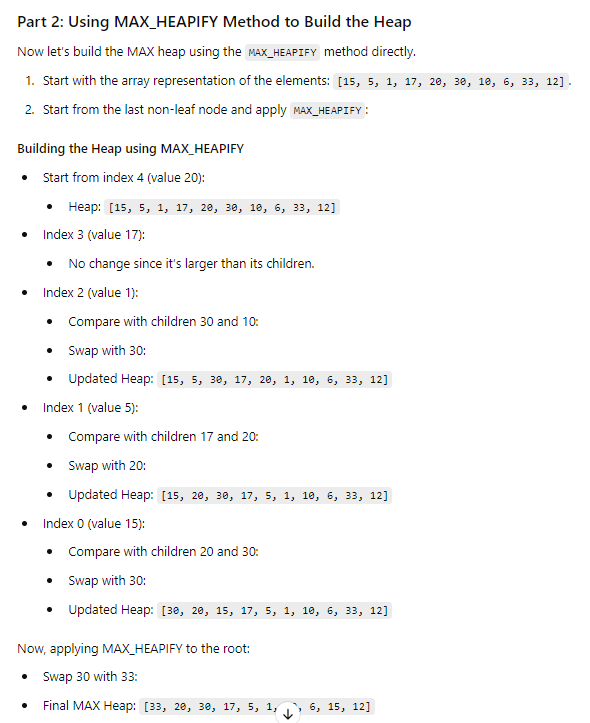 Part 2: Using MAX_HEAPIFY Method to Build the Heap
Now let's build the MAX heap using the MAX_HEAPIFY method directly.
1. Start with the array representation of the elements: [15, 5, 1, 17, 20, 30, 10, 6, 33, 12] .
2. Start from the last non-leaf node and apply MAX_HEAPIFY :
Building the Heap using MAX_HEAPIFY
• Start from index 4 (value 20):
• Heap: [15, 5, 1, 17, 20, 30, 10, 6, 33, 12]
• Index 3 (value 17):
• No change since it's larger than its children.
• Index 2 (value 1):
• Compare with children 30 and 10:
• Swap with 30:
• Updated Heap: [15, 5, 30, 17, 20, 1, 10, 6, 33, 12]
• Index 1 (value 5):
• Compare with children 17 and 20:
• Swap with 20:
• Updated Heap: [15, 20, 30, 17, 5, 1, 10, 6, 33, 12]
• Index 0 (value 15):
• Compare with children 20 and 30:
• Swap with 30:
• Updated Heap: [30, 20, 15, 17, 5, 1, 10, 6, 33, 12]
Now, applying MAX_HEAPIFY to the root:
• Swap 30 with 33:
• Final MAX Heap: [33, 20, 30, 17, 5, 1, , 6, 15, 12]